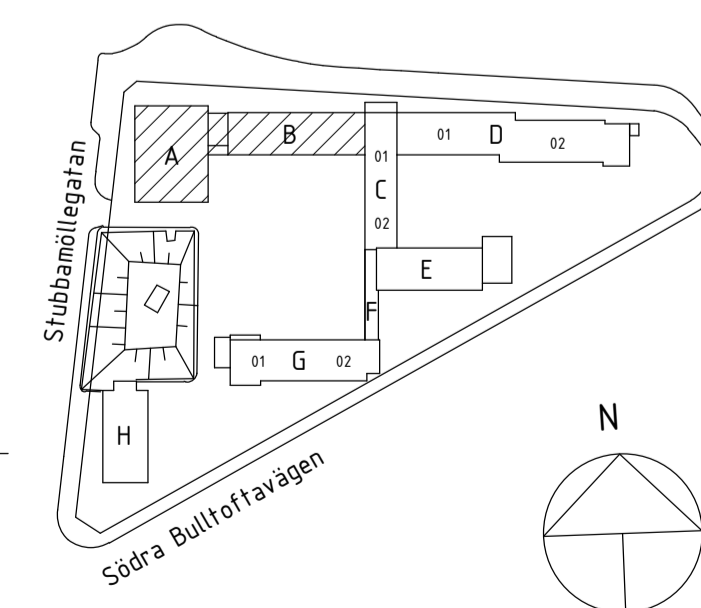 A
B
01
D
02
01
C
02
Stubbamöllegatan
E
F
01
G
02
H
N
Södra Bulltoftavägen